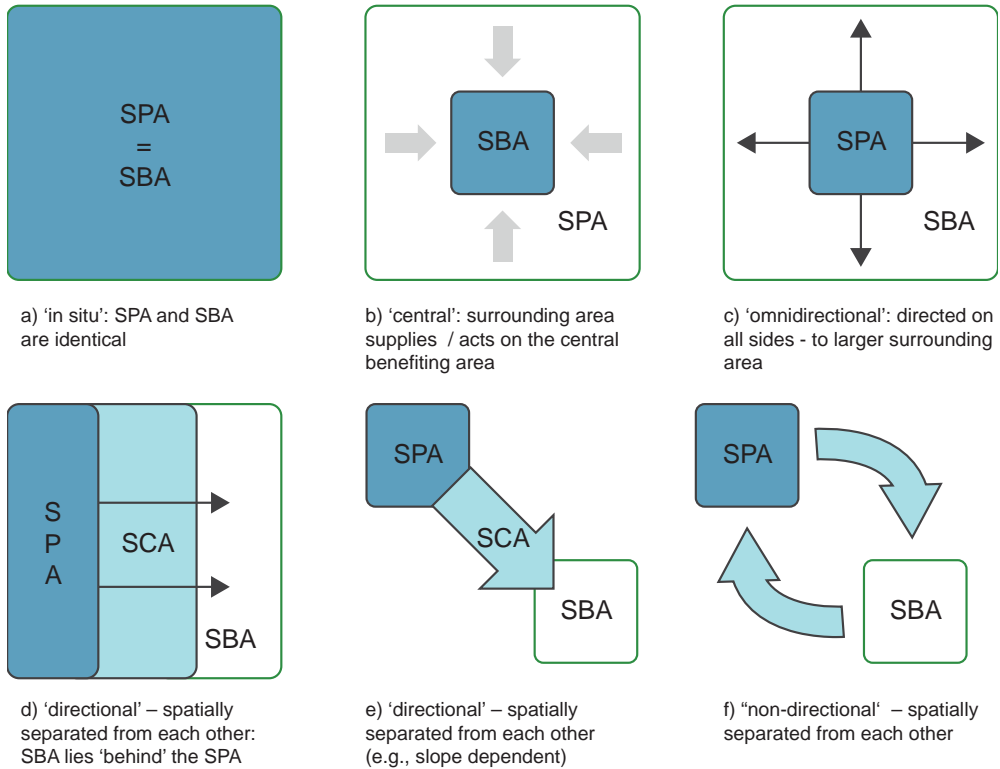 SPA
=
SBA
SBA
SPA
SPA
SBA
a) ‘in situ’: SPA and SBA
are identical
b) ‘central’: surrounding area
supplies / acts on the central
benefiting area
c) ‘omnidirectional’: directed on
all sides - to larger surrounding
area
S
P
A
SCA
SBA
SPA
SCA
SBA
SPA
SBA
d) ‘directional’ – spatially
separated from each other:
SBA lies ‘behind’ the SPA
e) ‘directional’ – spatially
separated from each other
(e.g., slope dependent)
f) “non-directional‘ – spatially
separated from each other